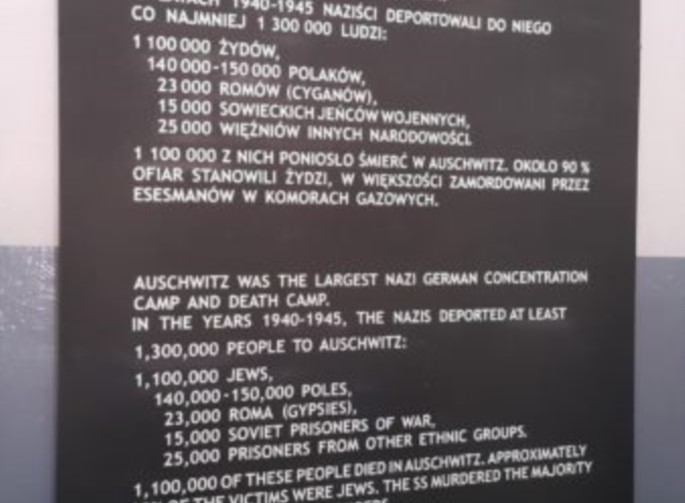 1940-1945 NAZIŚCI DEPORTOWALI DO NIEGO
CO NAJMNIEJ 1 300 000 LUDZI:
1 100 000 ŻYDÓW,
140 000-150 000 POLAKÓW,
23 000 ROMÓW (CYGANÓW),
15 000 SOWIECKICH JEŃCÓW WOJENNYCH,
25 000 WIĘŹNIÓW INNYCH NARODOWOŚCI.
1 100 000 Z NICH PONIOSLO ŚMIERĆ W AUSCHWITZ. OKOLO 90 %
OFIAR STANOWILI ŻYDZI, W WIĘKSZOŚCI ZAMORDOWANI PRZEZ
ESESMANÓW W KOMORACH GAZOWYCH.
AUSCHWITZ WAS THE LARGEST NAZI GERMAN CONCENTRATION
CAMP AND DEATH CAMP.
IN THE YEARS 1940-1945, THE NAZIS DEPORTED AT LEAST
1,300,000 PEOPLE TO AUSCHWITZ:
1,100,000 JEWS,
140,000-150,000 POLES,
23,000 ROMA (GYPSIES),
15,000 SOVIET PRISONERS OF WAR,
25,000 PRISONERS FROM OTHER ETHNIC GROUPS.
1,100,000 OF THESE PEOPLE DIED IN AUSCHWITZ. APPROXIMATELY
OF THE VICTIMS WERE JEWS. THE SS MURDERED THE MAJORITY